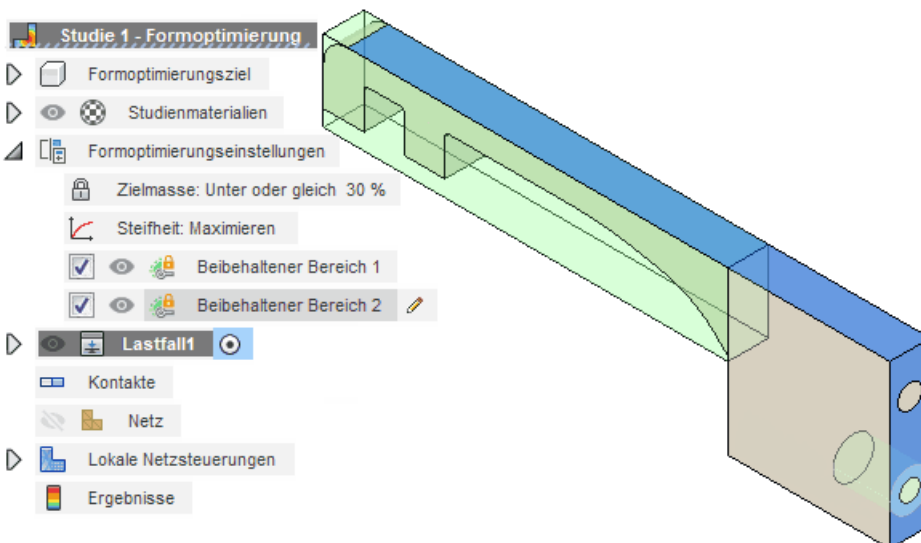 Studie 1 - Formoptimierung
Formoptimierungsziel
Studienmaterialien
Formoptimierungseinstellungen
Zielmasse: Unter oder gleich 30 %
Steifheit: Maximieren
Beibehaltener Bereich 1
Beibehaltener Bereich 2
Lastfall1
Kontakte
Netz
Lokale Netzsteuerungen
Ergebnisse